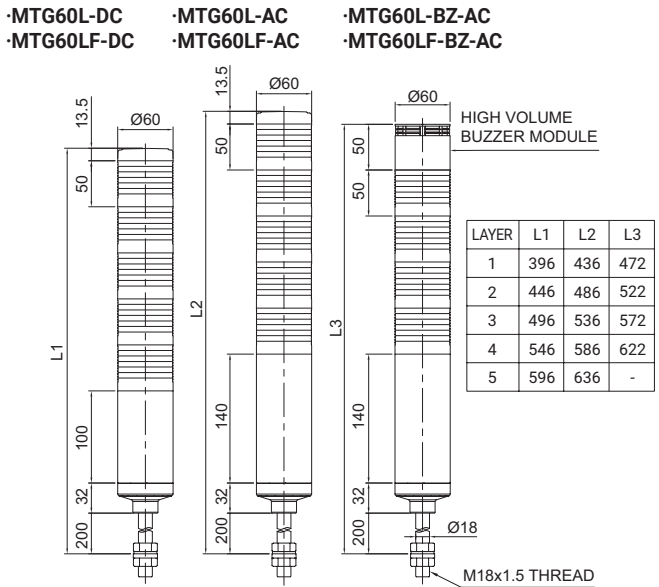 ·MTG60L-DC ·MTG60L-AC ·MTG60L-BZ-AC
·MTG60LF-DC ·MTG60LF-AC ·MTG60LF-BZ-AC
13.5
Ø60
50
L1
100
32
200
13.5
Ø60
50
L2
140
32
200
Ø60
HIGH VOLUME
BUZZER MODULE
50
50
L3
140
32
200
Ø18
M18x1.5 THREAD
LAYER L1 L2 L3
1 396 436 472
2 446 486 522
3 496 536 572
4 546 586 622
5 596 636 -